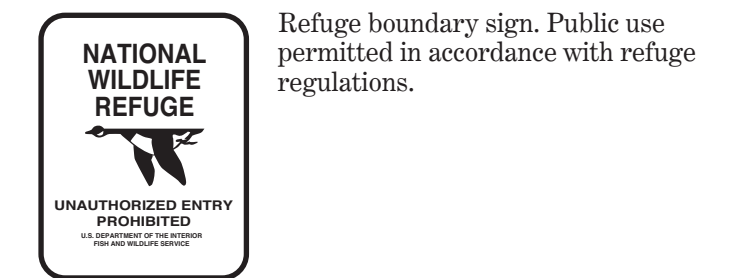 NATIONAL
WILDLIFE
REFUGE
UNAUTHORIZED ENTRY
PROHIBITED
U.S. DEPARTMENT OF THE INTERIOR
FISH AND WILDLIFE SERVICE
Refuge boundary sign. Public use
permitted in accordance with refuge
regulations.